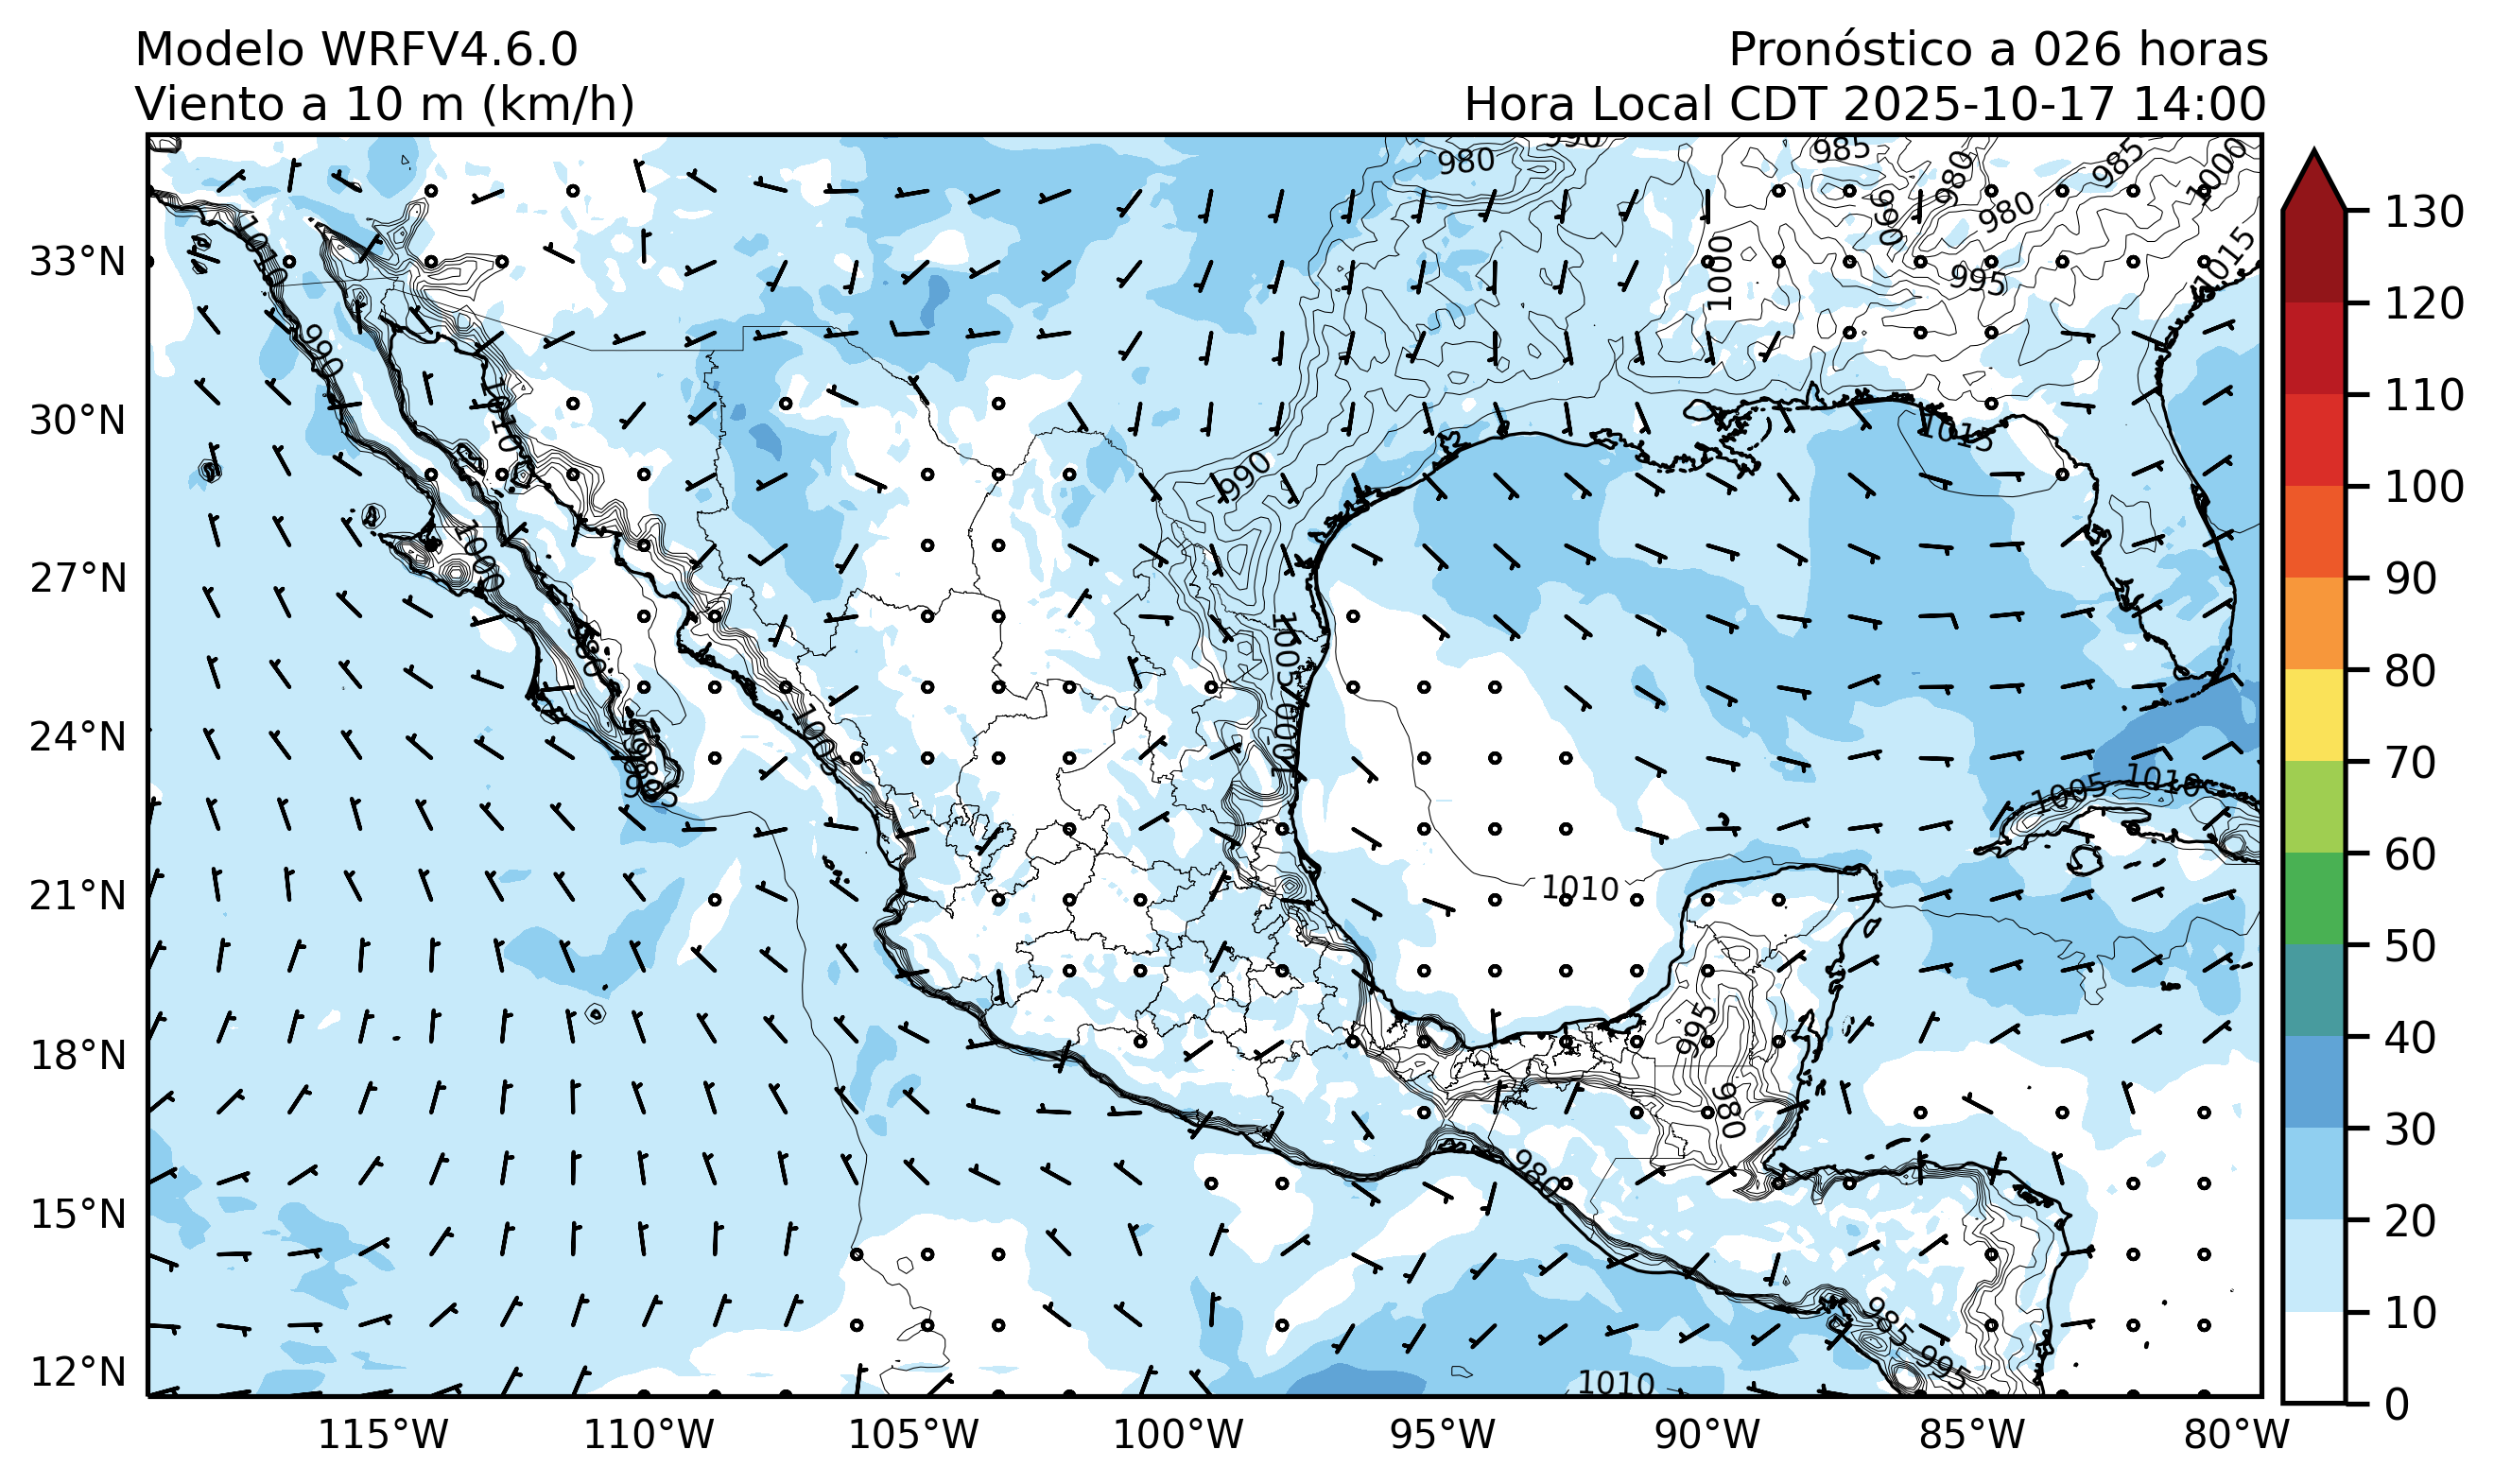 Modelo WRFV4.6.0
Viento a 10 m (km/h)
Pronóstico a 026 horas
Hora Local CDT 2025-10-17 14:00
33°N
30°N
27°N
24°N
21°N
18°N
15°N
12°N
115°W
110°W
105°W
100°W
95°W
90°W
85°W
80°W
130
120
110
100
90
80
70
60
50
40
30
20
10
0
990
980
985
980
985
1000
980
995
1015
1000
1010
990
1010
1015
990
1000
1005
1000
1005
1010
985
1010
995
980
980
985
995
1010